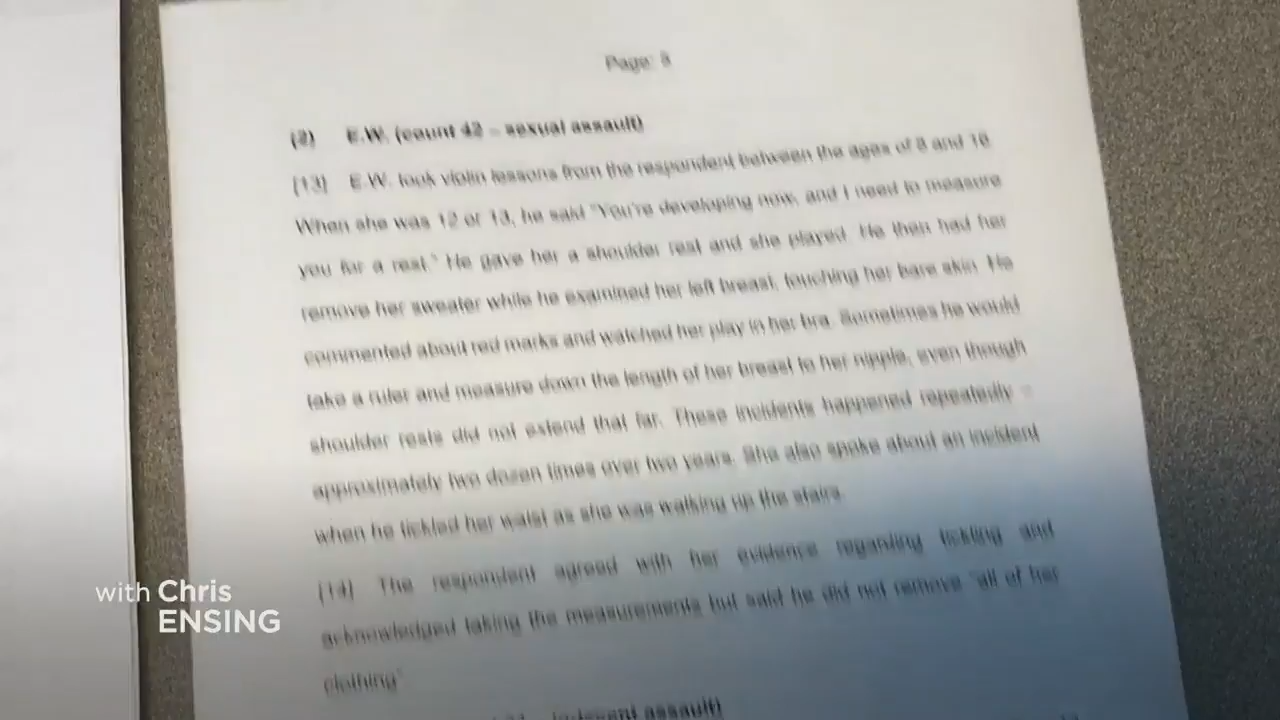 Page: 5
(2) E.W. (count 42 – sexual assault)
[13] E.W. took violin lessons from the respondent between the ages of 8 and 18.
When she was 12 or 13, he said "You're developing now, and I need to measure
you for a rest." He gave her a shoulder rest and she played. He then had her
remove her sweater while he examined her left breast, touching her bare skin. He
commented about red marks and watched her play in her bra. Sometimes he would
take a ruler and measure down the length of her breast to her nipple, even though
shoulder rests did not extend that far. These incidents happened repeatedly –
approximately two dozen times over two years. She also spoke about an incident
when he tickled her waist as she was walking up the stairs.
[14] The respondent agreed with her evidence regarding tickling and
acknowledged taking the measurements but said he did not remove "all of her
clothing".
– indecent assault)
with Chris
ENSING